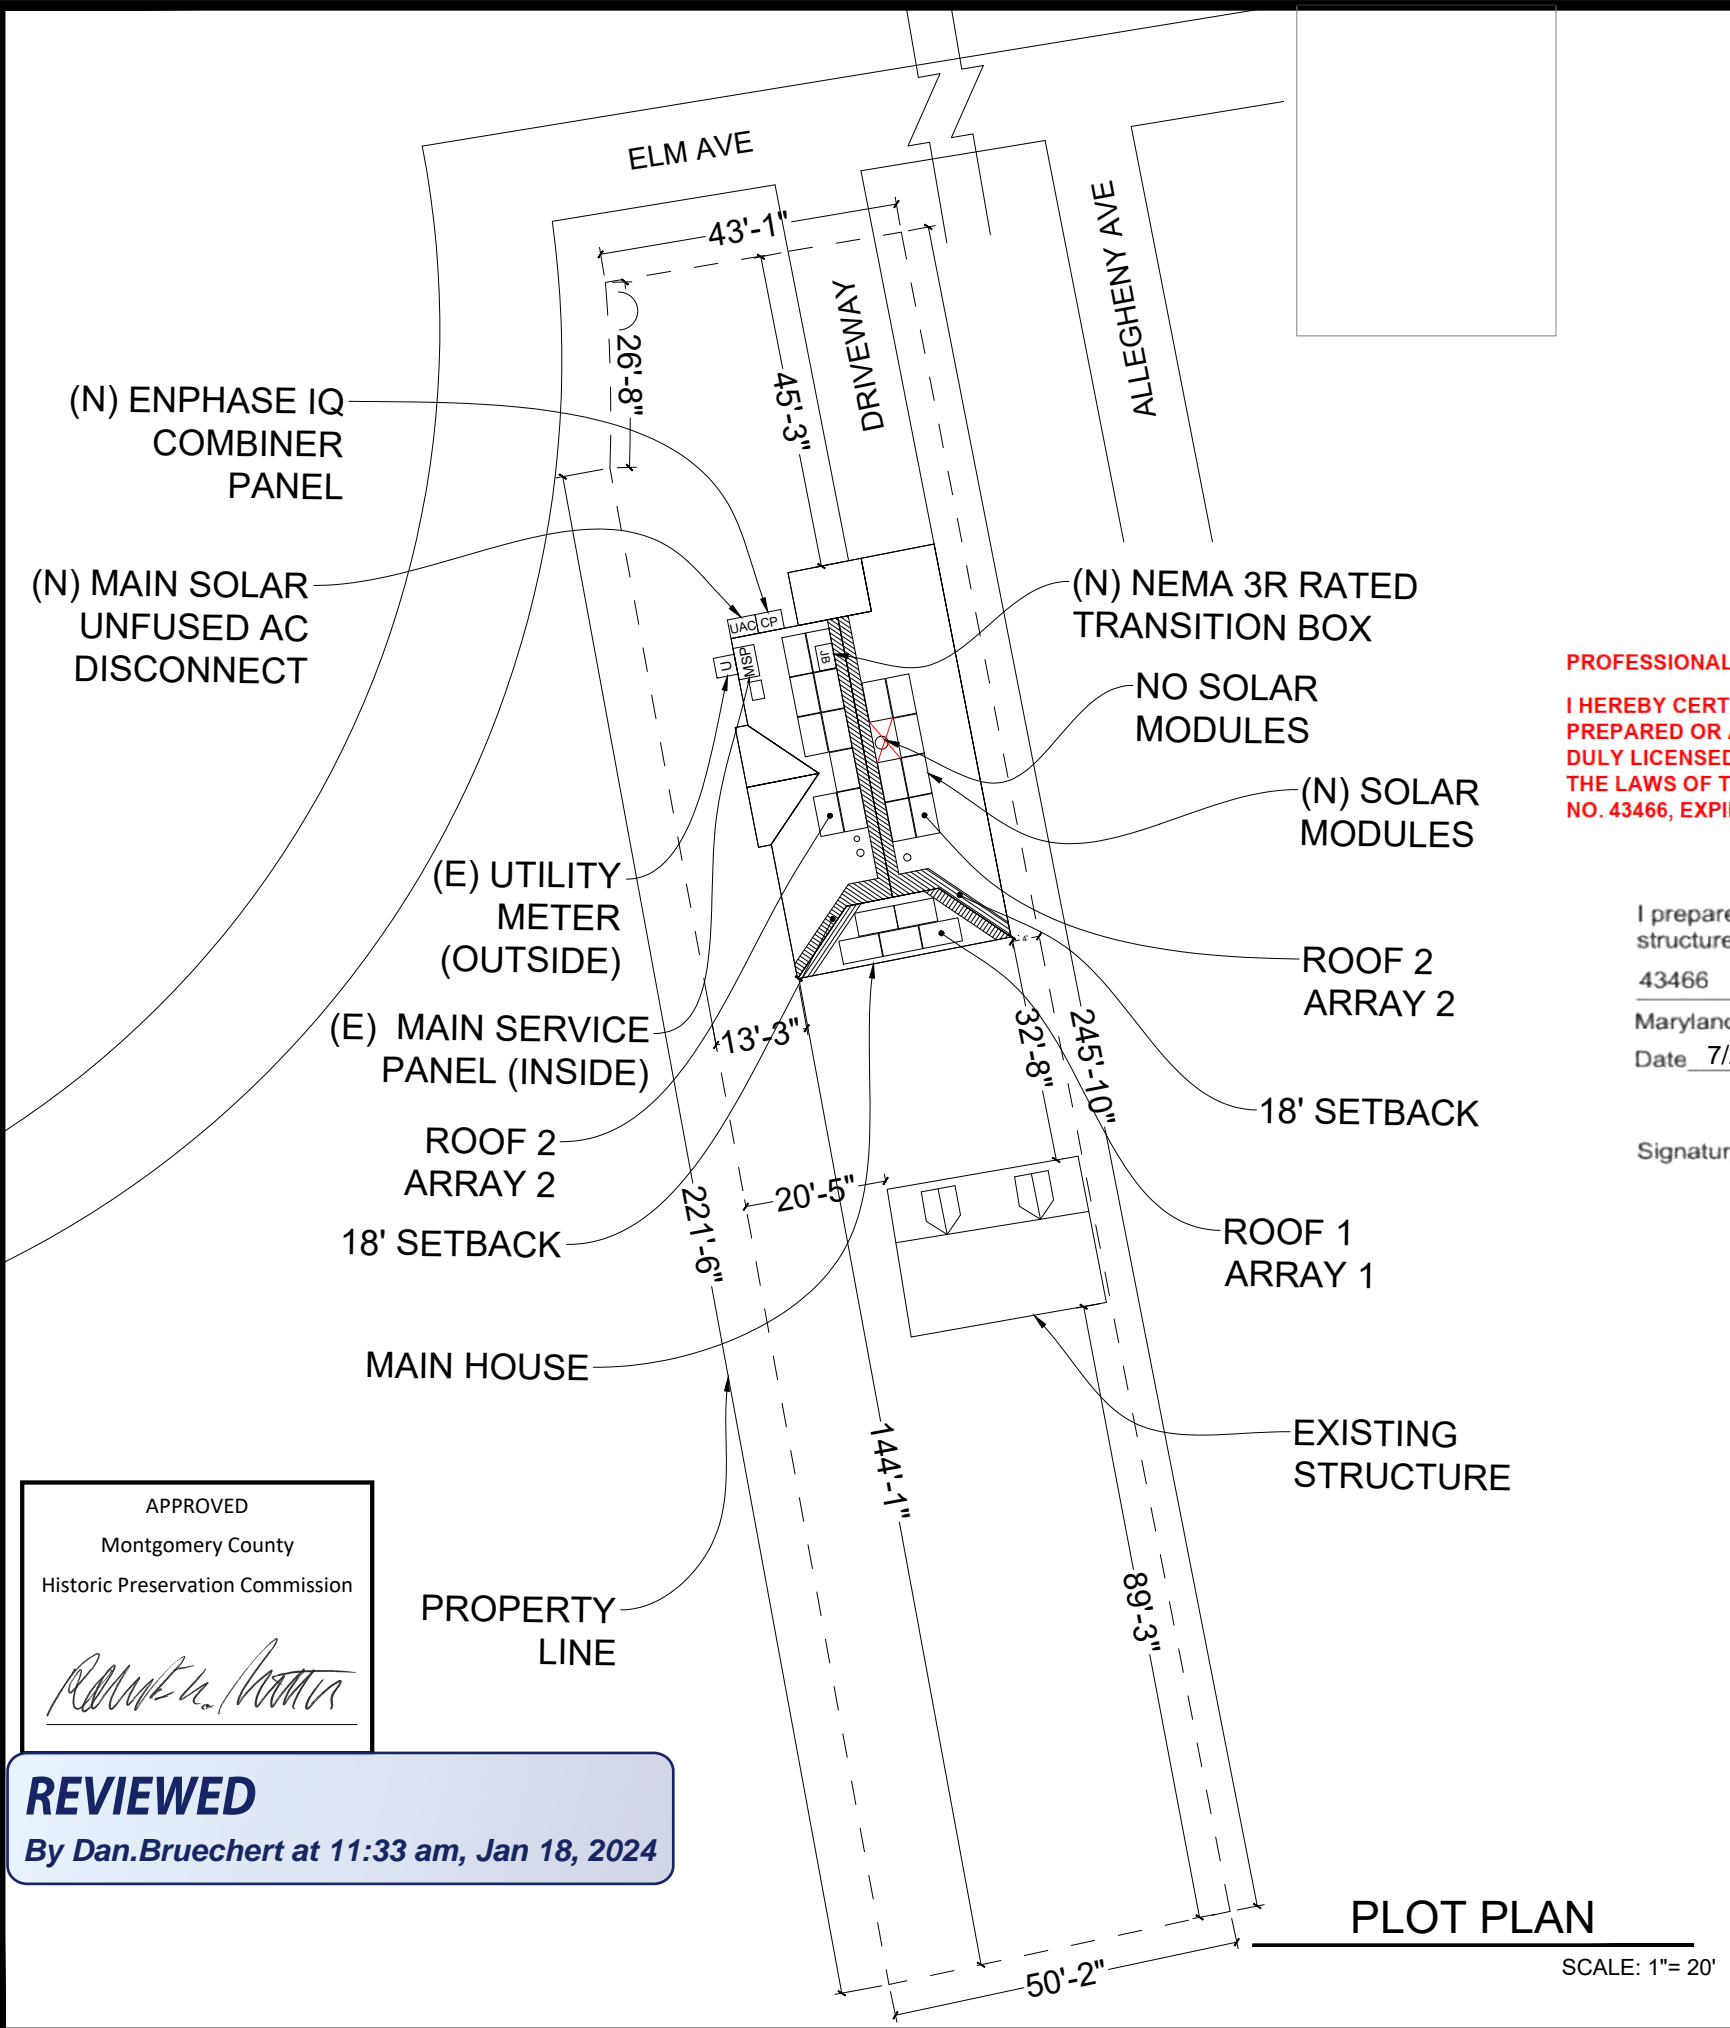 ELM AVE
43'-1"
DRIVEWAY
ALLEGHENY AVE
26'-8"
45'-3"
(N) ENPHASE IQ
COMBINER
PANEL
(N) MAIN SOLAR
UNFUSED AC
DISCONNECT
UAC
CP
U
MSP
JB
(N) NEMA 3R RATED
TRANSITION BOX
NO SOLAR
MODULES
(N) SOLAR
MODULES
(E) UTILITY
METER
(OUTSIDE)
ROOF 2
ARRAY 2
(E) MAIN SERVICE
PANEL (INSIDE)
13'-3"
32'-8"
245'-10"
18' SETBACK
ROOF 2
ARRAY 2
18' SETBACK
20'-5"
221'-6"
ROOF 1
ARRAY 1
MAIN HOUSE
144'-1"
EXISTING
STRUCTURE
89'-3"
PROPERTY
LINE
50'-2"
PROFESSIONAL
I HEREBY CERT
PREPARED OR
DULY LICENSED
THE LAWS OF T
NO. 43466, EXPI
I prepare
structure
43466
Maryland
Date 7/
Signatur
APPROVED
Montgomery County
Historic Preservation Commission
REVIEWED
By Dan.Bruechert at 11:33 am, Jan 18, 2024
PLOT PLAN
SCALE: 1"= 20'